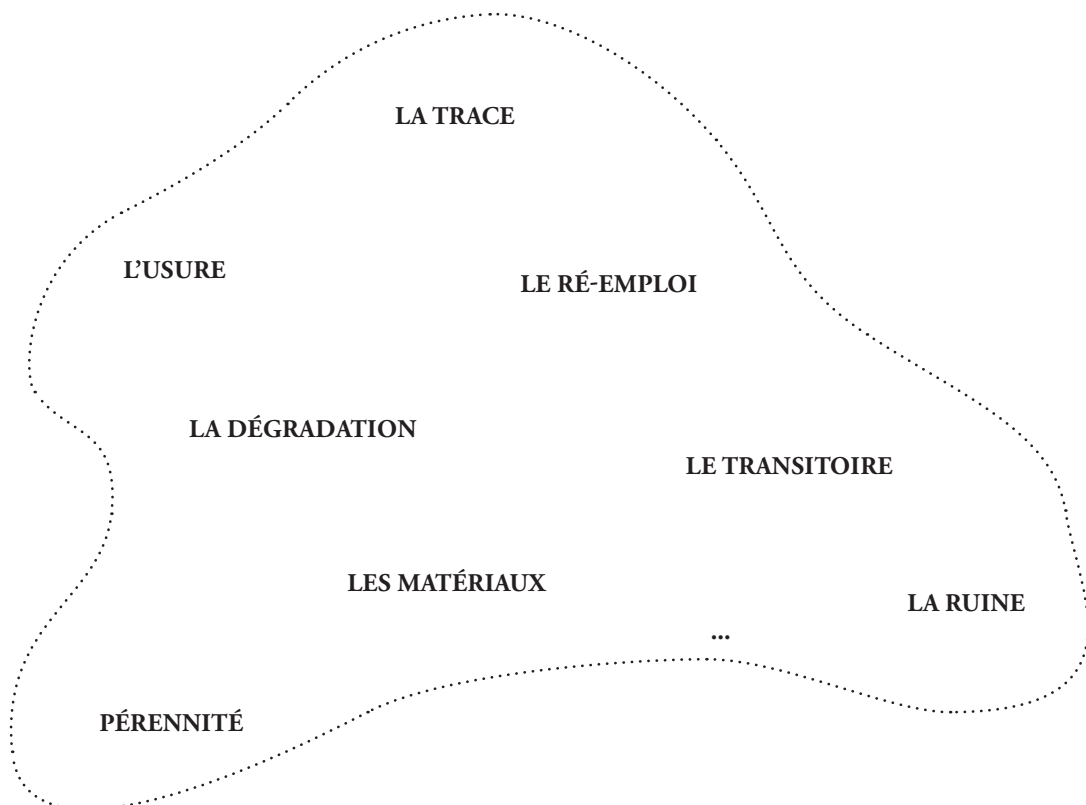 LA TRACE
L’USURE
LE RÉ-EMPLOI
LA DÉGRADATION
LE TRANSITOIRE
LES MATÉRIAUX
LA RUINE
...
PÉRENNITÉ